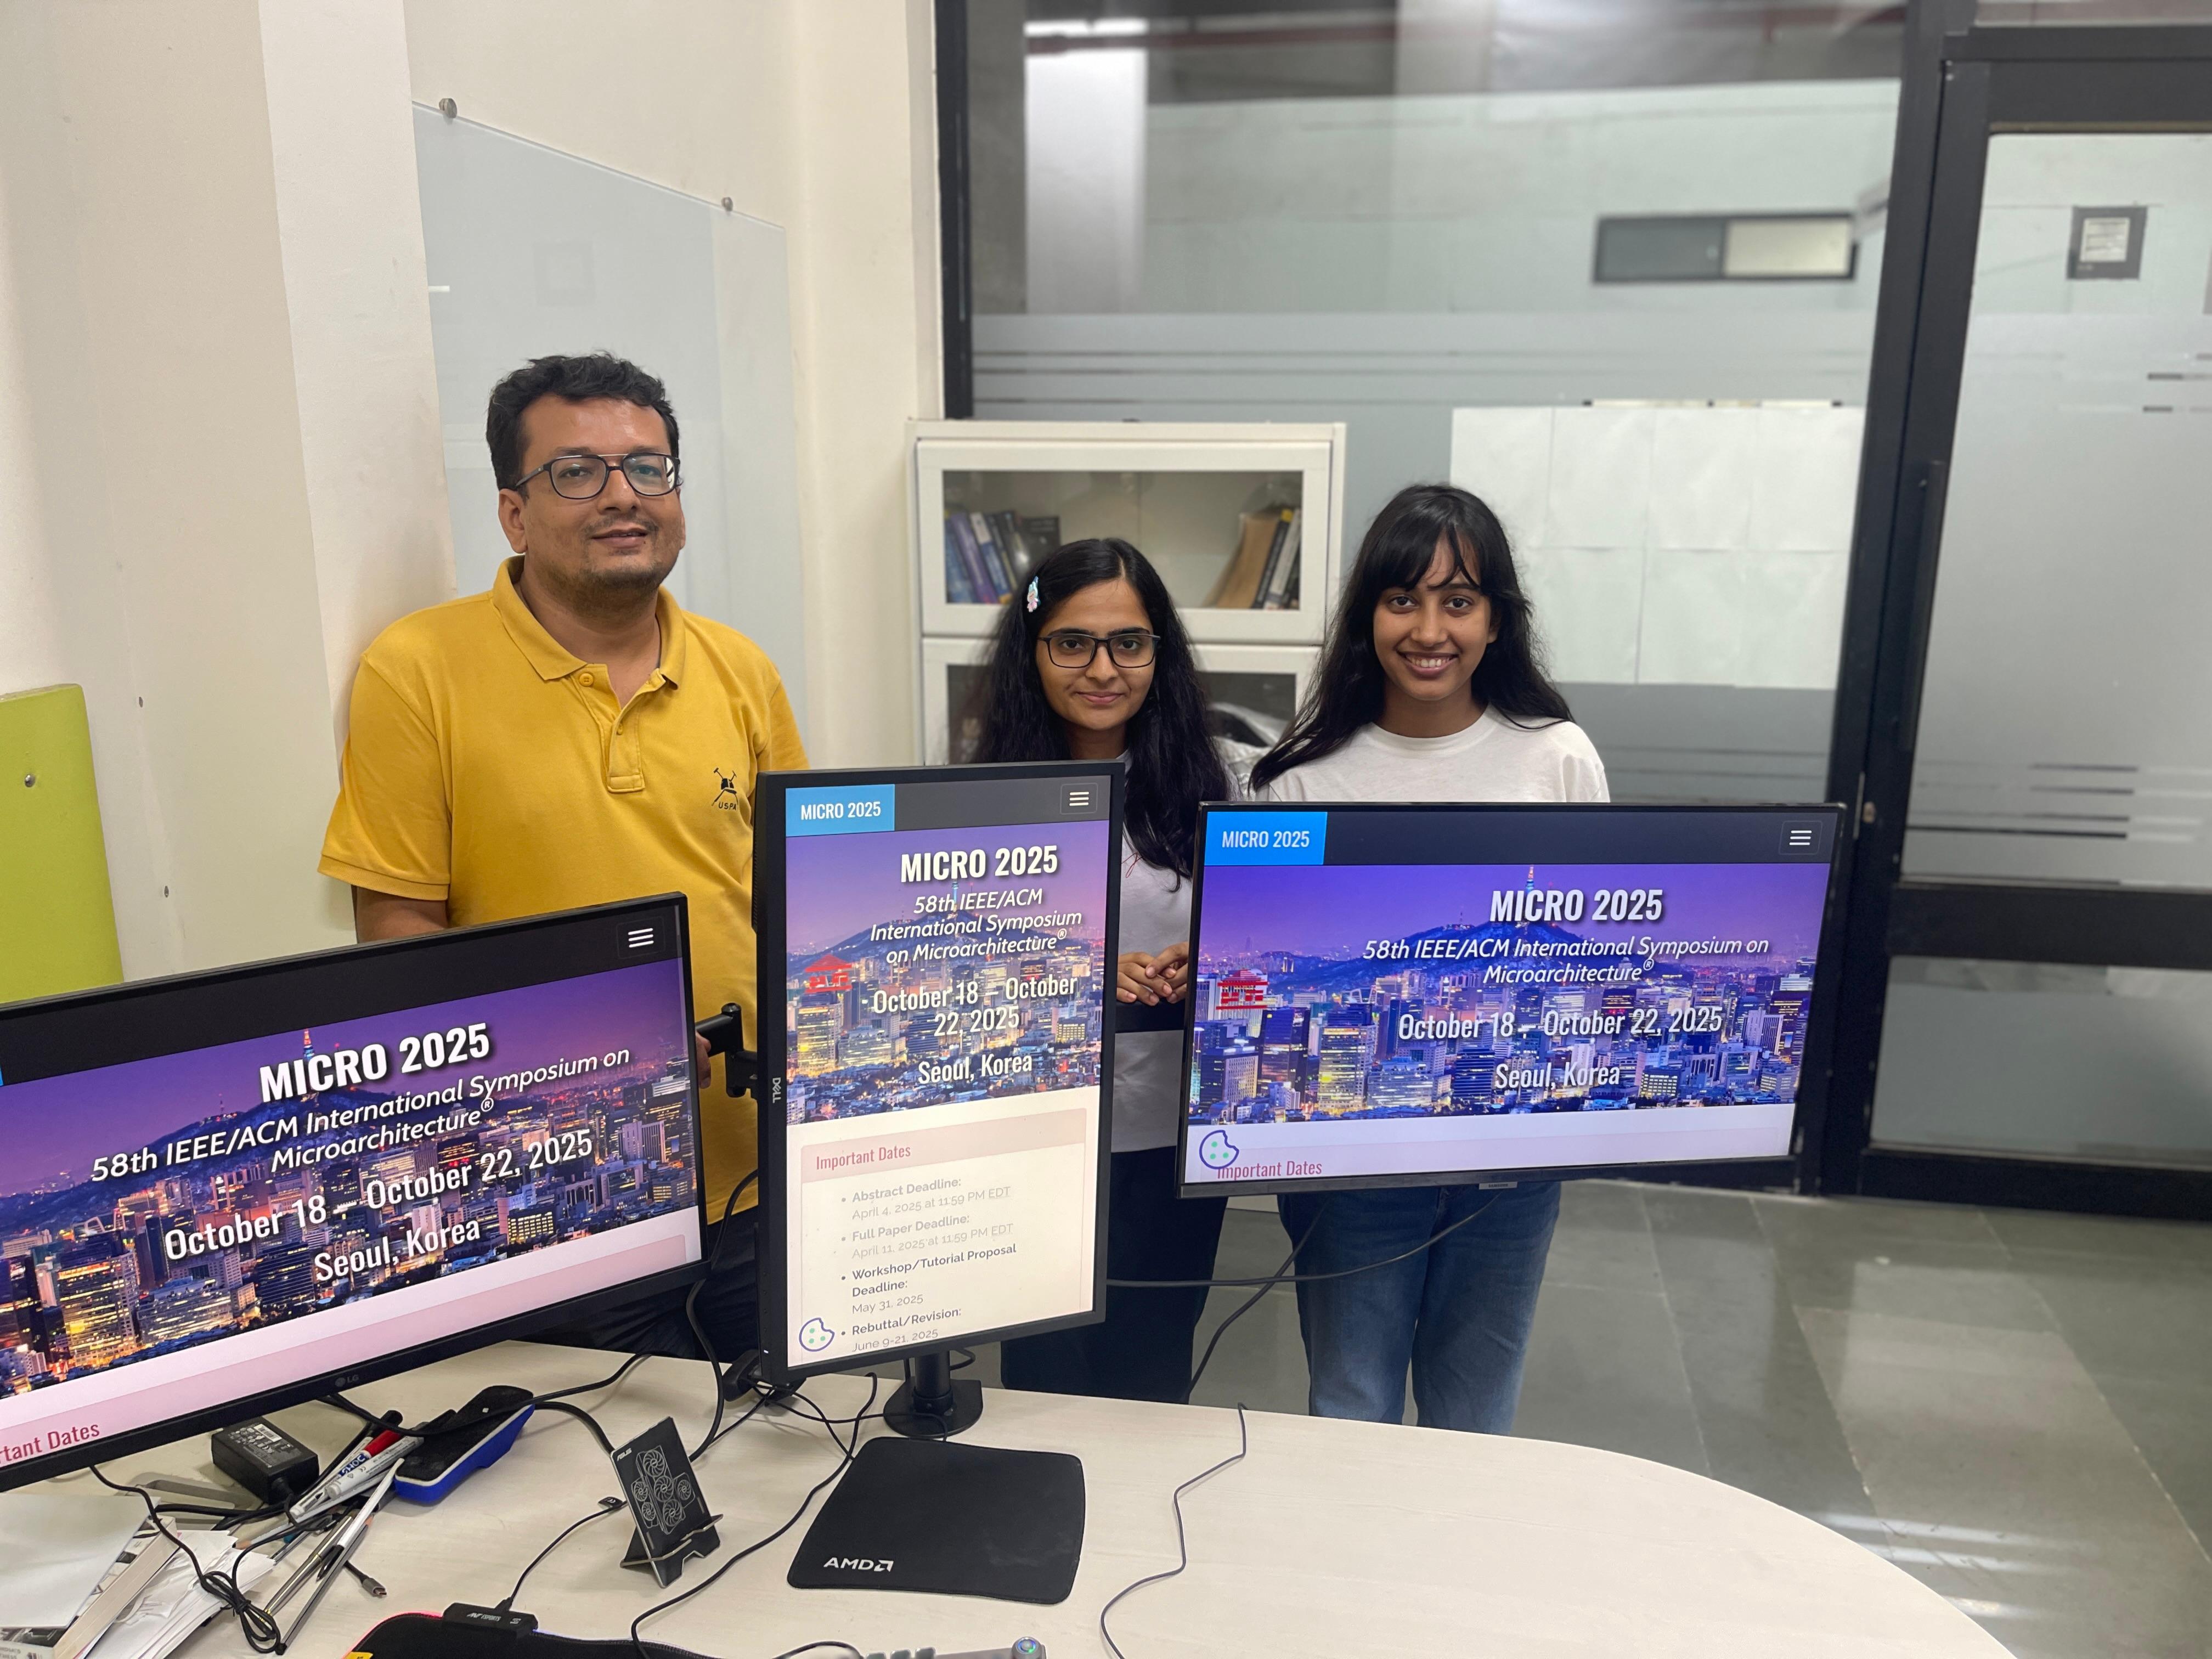 USPA
MICRO 2025
58th IEEE/ACM International Symposium on
Microarchitecture®
October 18 – October 22, 2025
Seoul, Korea
rtant Dates
LG
MICRO 2025
MICRO 2025
58th IEEE/ACM
International Symposium
on Microarchitecture®
October 18 – October
22, 2025
Seoul, Korea
Important Dates
Abstract Deadline:
April 4, 2025 at 11:59 PM EDT
Full Paper Deadline:
April 11, 2025 at 11:59 PM EDT
Workshop/Tutorial Proposal
Deadline:
May 31, 2025
Rebuttal/Revision:
June 9-21, 2025
DELL
MICRO 2025
MICRO 2025
58th IEEE/ACM International Symposium on
Microarchitecture®
October 18 – October 22, 2025
Seoul, Korea
Important Dates
SAMSUNG
ASUS
AMD